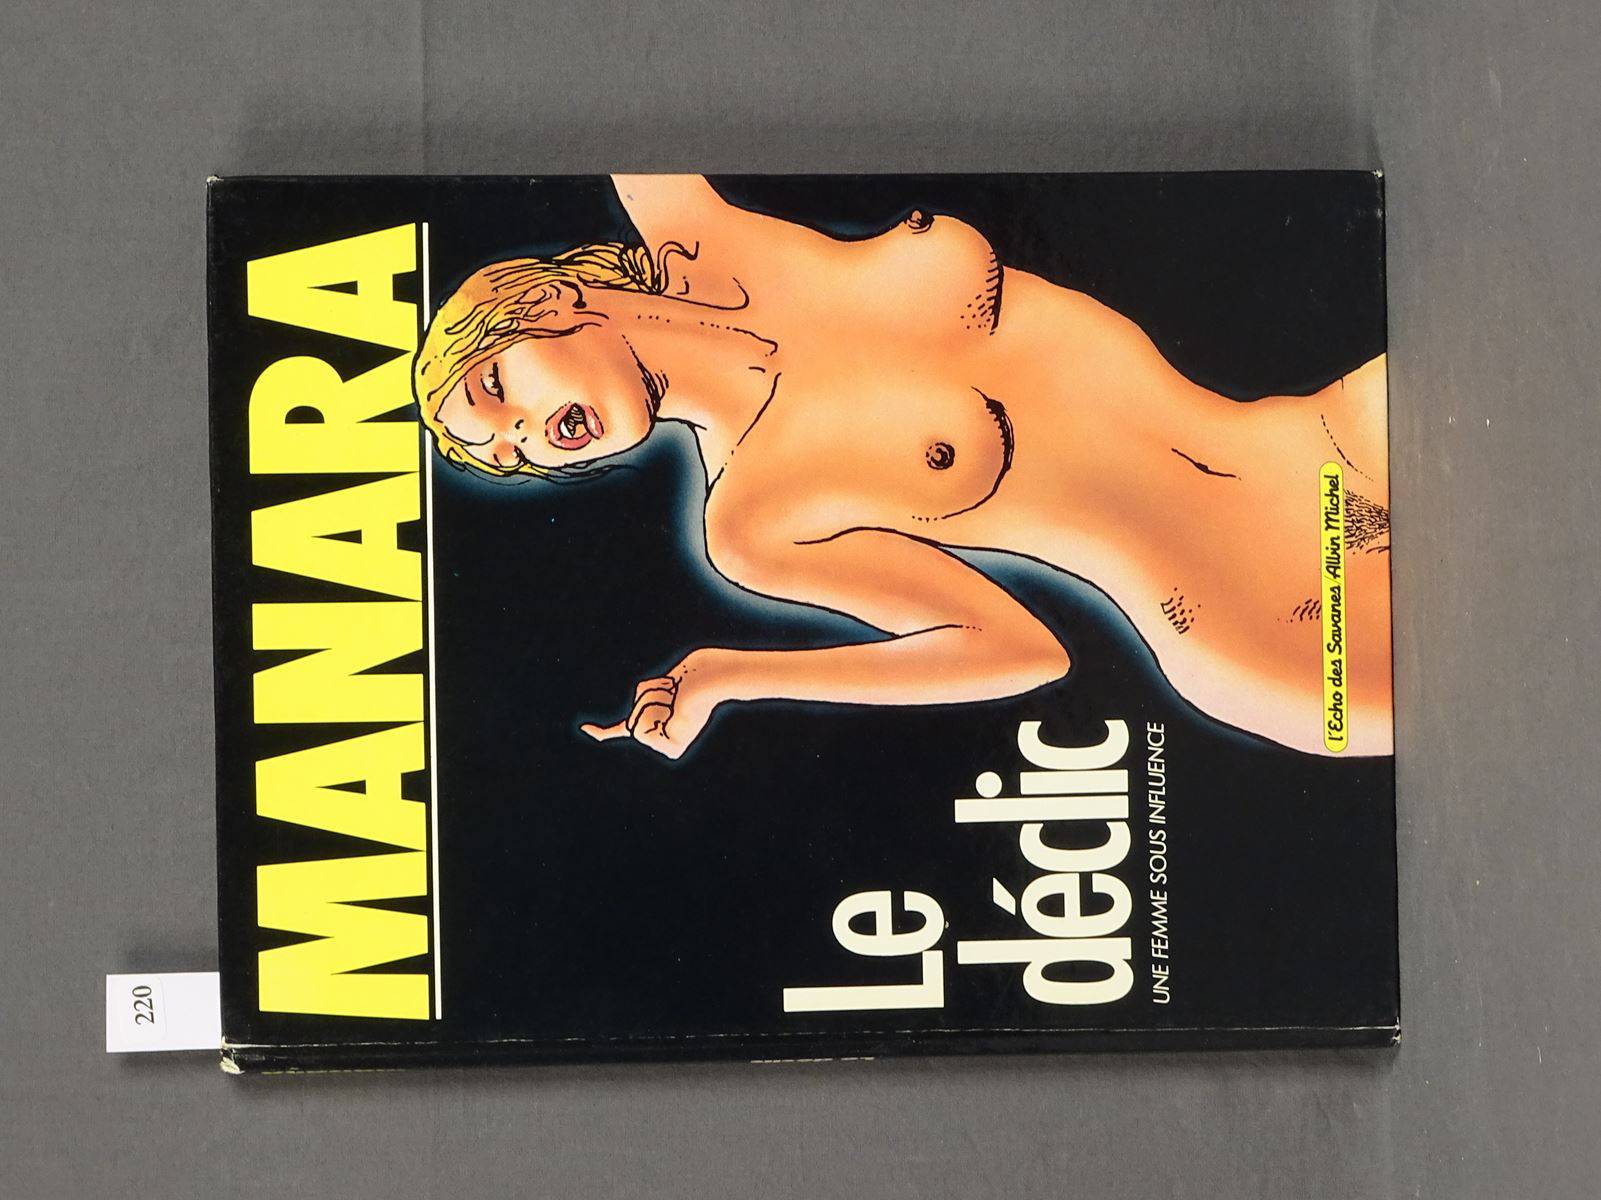 220
MANARA
Le
déclic
UNE FEMME SOUS INFLUENCE
l'Echo des Savanes/Albin Michel